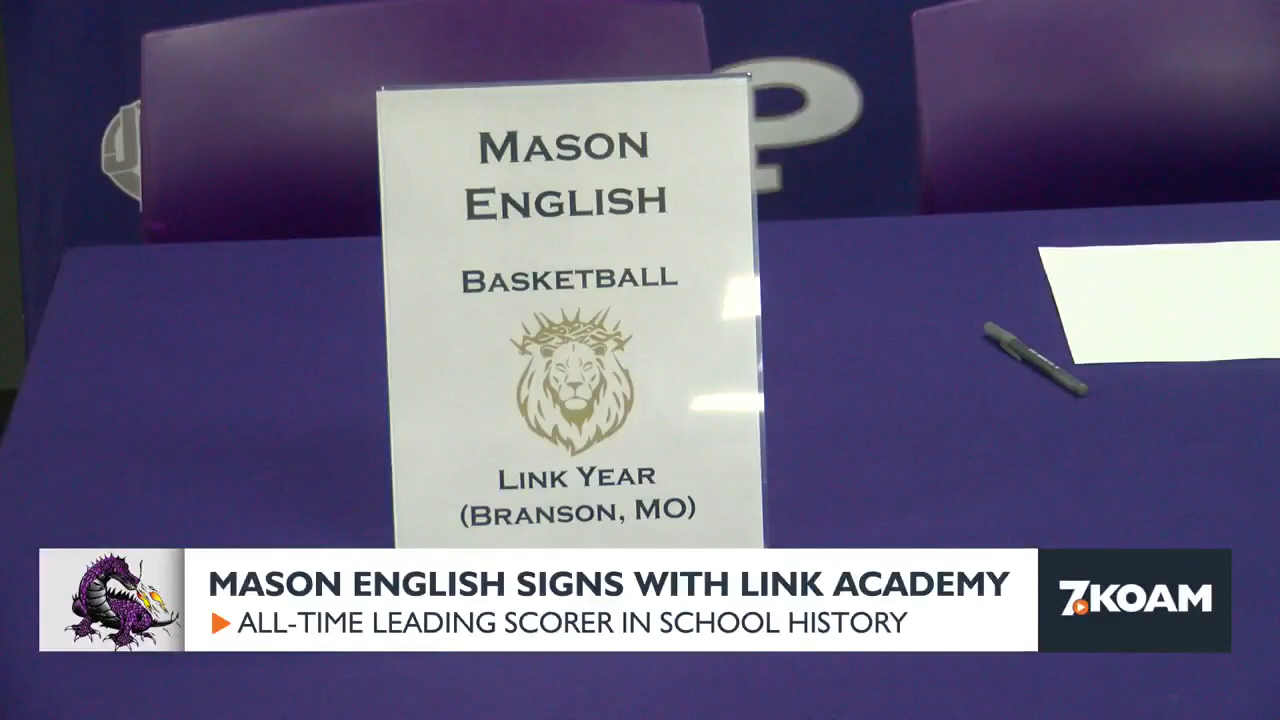 MASON
ENGLISH
BASKETBALL
LINK YEAR
(BRANSON, MO)
P
MASON ENGLISH SIGNS WITH LINK ACADEMY
ALL-TIME LEADING SCORER IN SCHOOL HISTORY
7KOAM